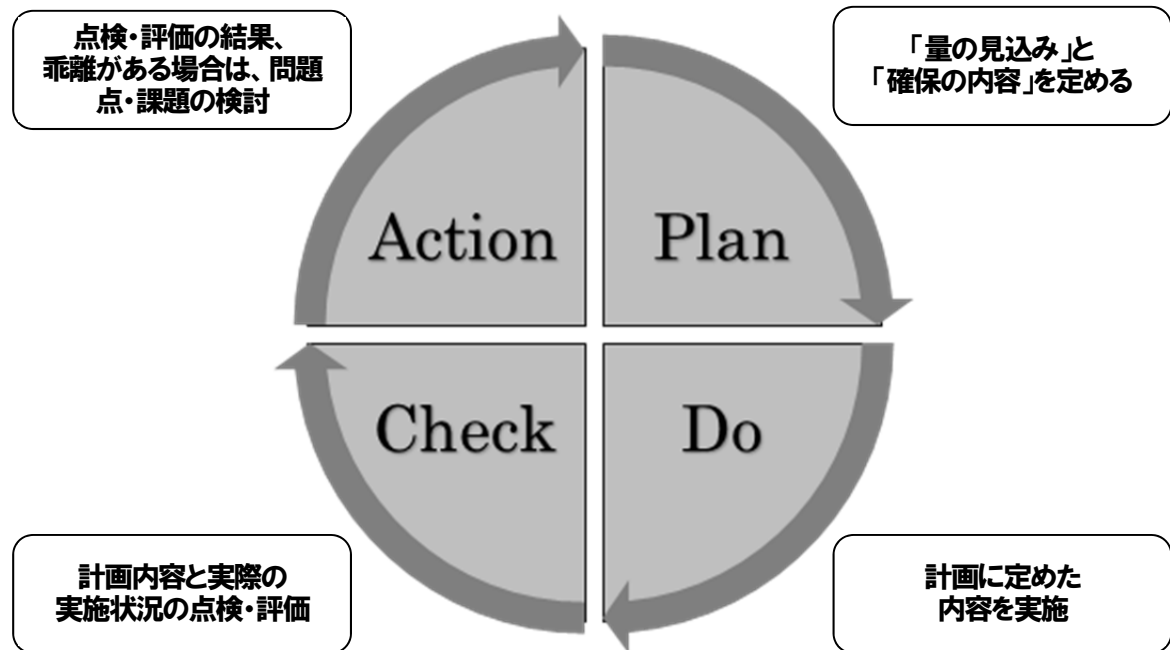 点検・評価の結果、
乖離がある場合は、問題
点・課題の検討
「量の見込み」と
「確保の内容」を定める
Action
Plan
Check
Do
計画内容と実際の
実施状況の点検・評価
計画に定めた
内容を実施